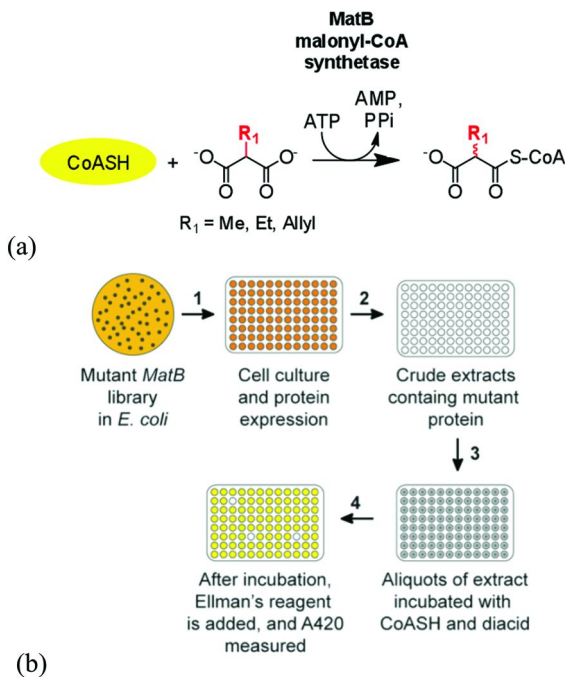 (a)
MatB
malonyl-CoA
synthetase
ATP
AMP,
PPi
CoASH
+
R1
-O
O-
O
O
R1
-O
S-CoA
O
O
R1 = Me, Et, Allyl
1
2
Mutant MatB
library
in E. coli
Cell culture
and protein
expression
Crude extracts
containg mutant
protein
3
4
After incubation,
Ellman's reagent
is added, and A420
measured
Aliquots of extract
incubated with
CoASH and diacid
(b)